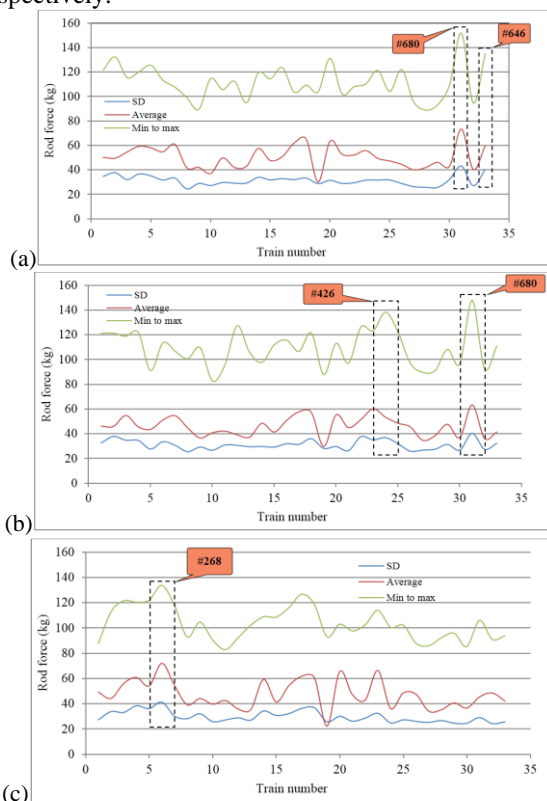 spectively.
#680
#646
160
140
120
100
80
60
40
20
0
Rod force (kg)
SD
Average
Min to max
0 5 10 15 20 25 30 35
Train number
(a)
#426
#680
160
140
120
100
80
60
40
20
0
Rod force (kg)
SD
Average
Min to max
0 5 10 15 20 25 30 35
Train number
(b)
#268
160
140
120
100
80
60
40
20
0
Rod force (kg)
SD
Average
Min to max
0 5 10 15 20 25 30 35
Train number
(c)